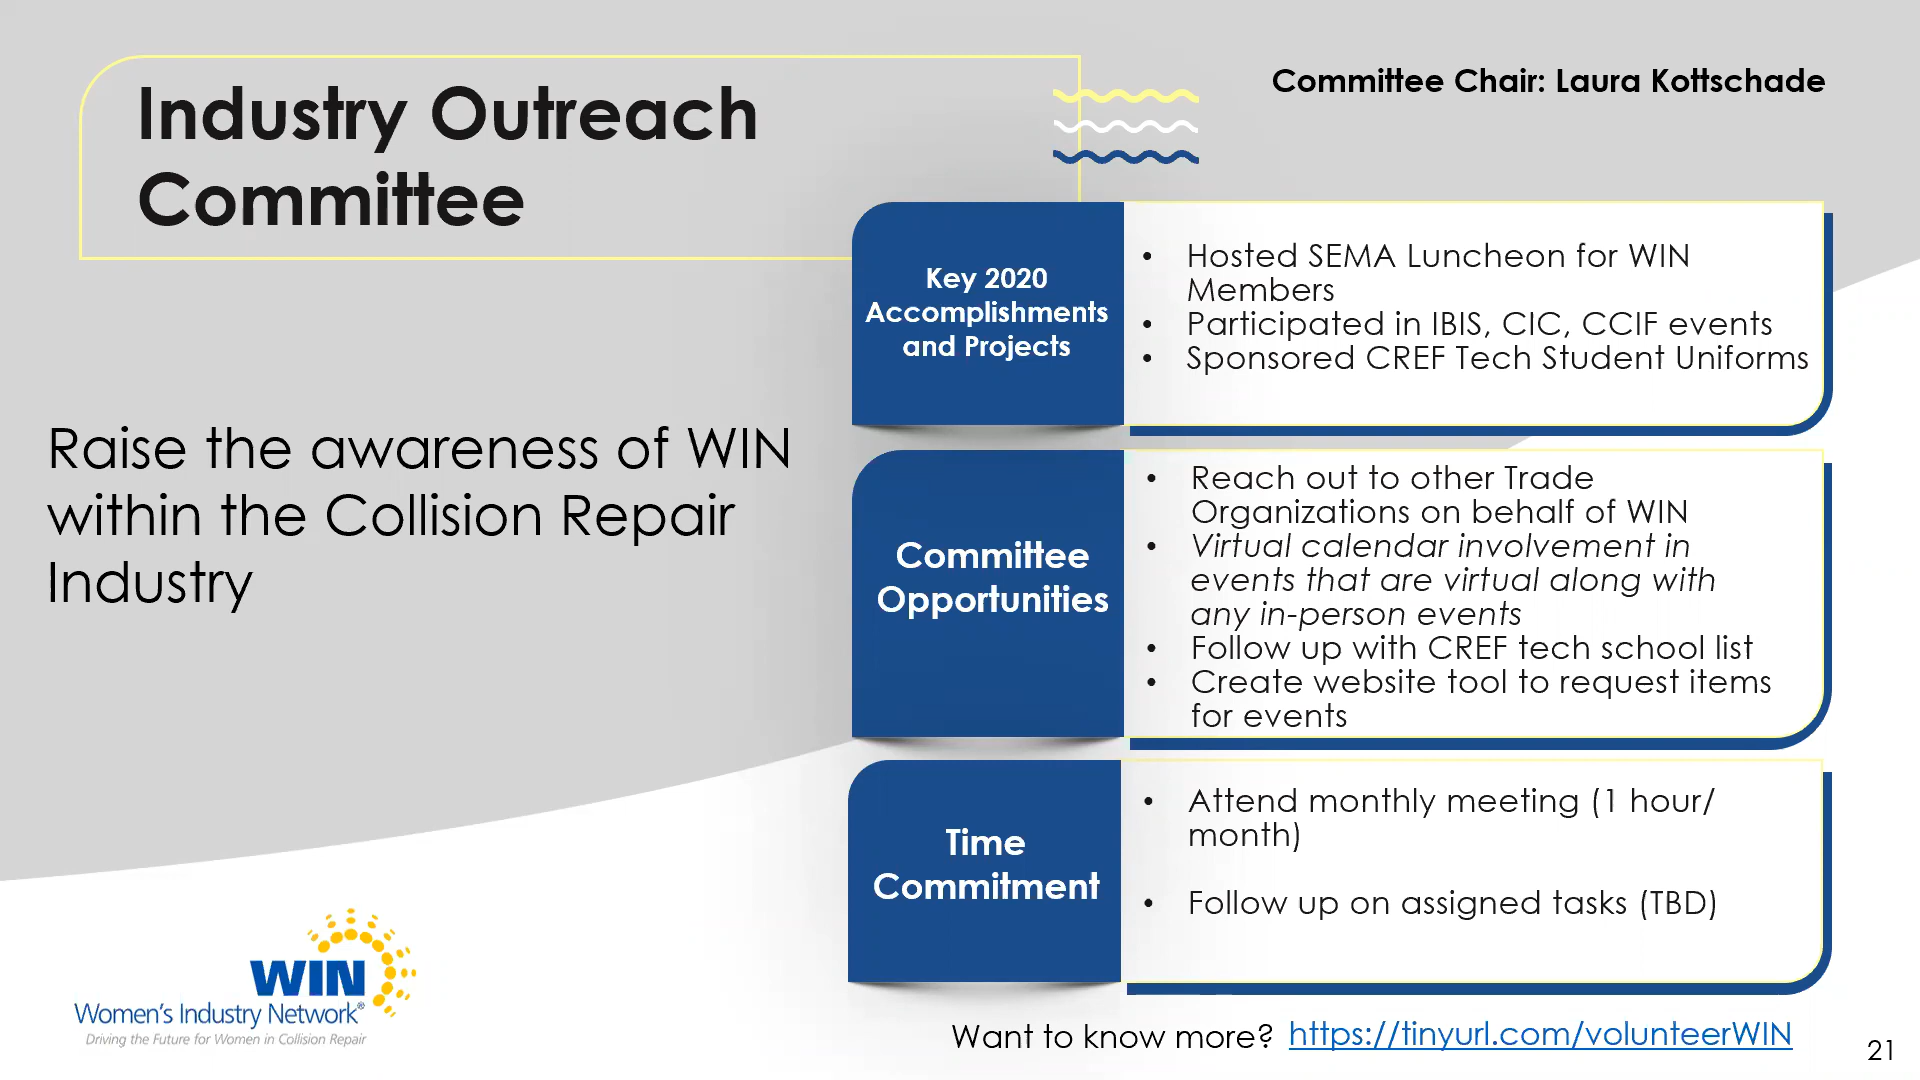 Industry Outreach
Committee
Committee Chair: Laura Kottschade
Raise the awareness of WIN
within the Collision Repair
Industry
Key 2020
Accomplishments
and Projects
• Hosted SEMA Luncheon for WIN
Members
• Participated in IBIS, CIC, CCIF events
• Sponsored CREF Tech Student Uniforms
Committee
Opportunities
• Reach out to other Trade
Organizations on behalf of WIN
• Virtual calendar involvement in
events that are virtual along with
any in-person events
• Follow up with CREF tech school list
• Create website tool to request items
for events
Time
Commitment
• Attend monthly meeting (1 hour/
month)
• Follow up on assigned tasks (TBD)
WIN
Women's Industry Network®
Driving the Future for Women in Collision Repair
Want to know more? https://tinyurl.com/volunteerWIN
21